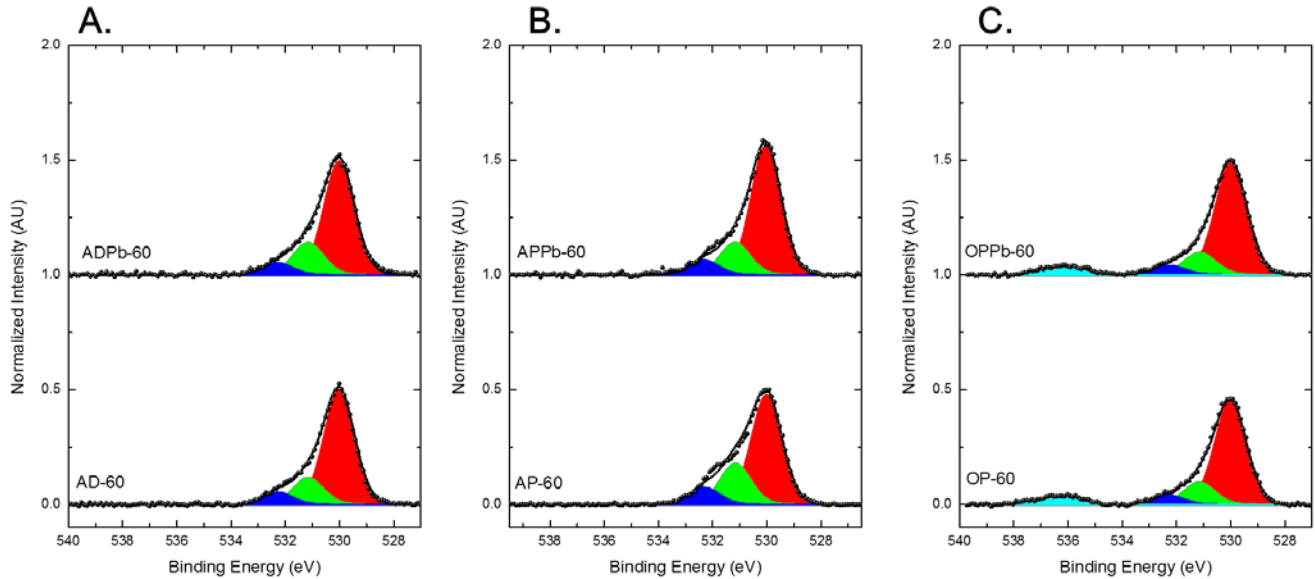 A.
2.0
1.5
1.0
0.5
0.0
Normalized Intensity (AU)
ADPb-60
AD-60
540 538 536 534 532 530 528
Binding Energy (eV)
B.
2.0
1.5
1.0
0.5
0.0
Normalized Intensity (AU)
APPb-60
AP-60
538 536 534 532 530 528
Binding Energy (eV)
C.
2.0
1.5
1.0
0.5
0.0
Normalized Intensity (AU)
OPPb-60
OP-60
540 538 536 534 532 530 528
Binding Energy (eV)